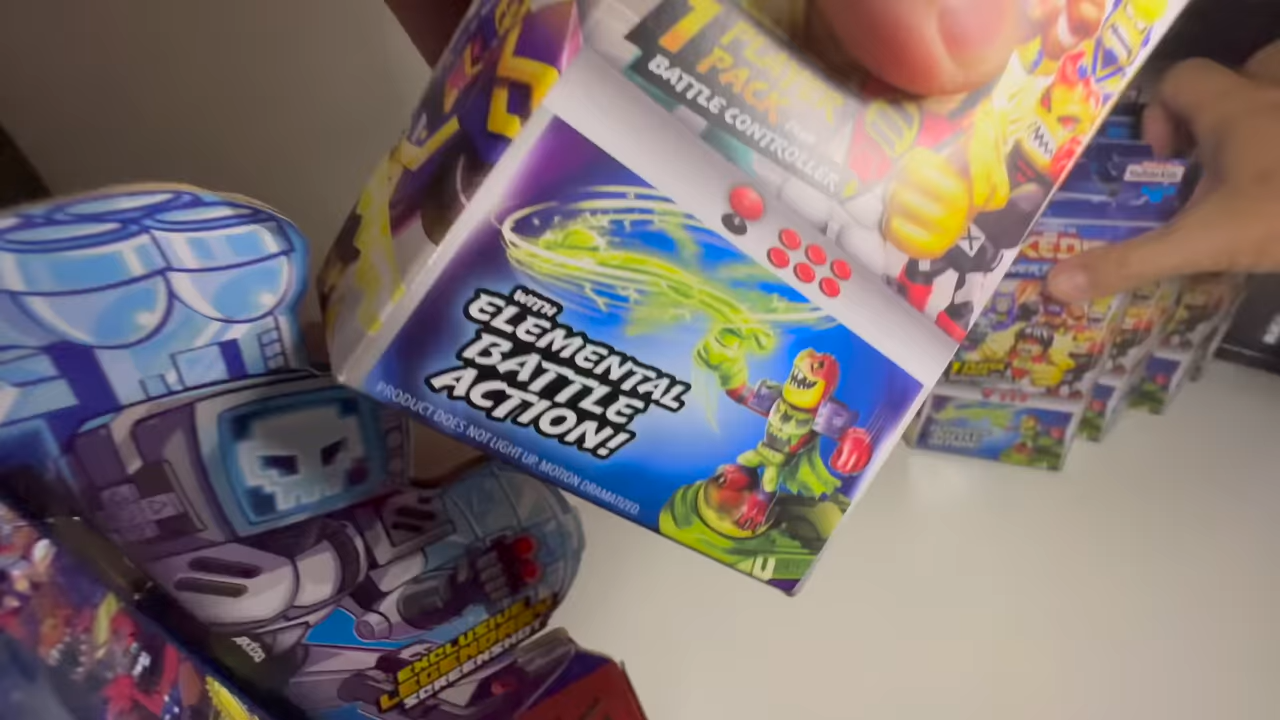 1 PLAYER
PACK PLUS
BATTLE CONTROLLER
WITH
ELEMENTAL
BATTLE
ACTION!
PRODUCT DOES NOT LIGHT UP. MOTION DRAMATIZED.
EXCLUSIVE
LEGENDARY
SCREENSHOT